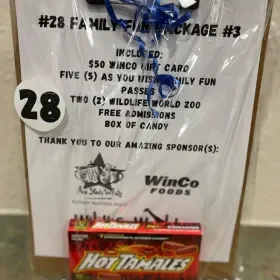 #28 FAMILY FUN PACKAGE #3
INCLUDED:
$50 WINCO GIFT CARD
FIVE (5) AS YOU WISH FAMILY FUN
PASSES
TWO (2) WILDLIFE WORLD ZOO
FREE ADMISSIONS
BOX OF CANDY
28
THANK YOU TO OUR AMAZING SPONSOR(S):
WinCo
FOODS
HOT TAMALES